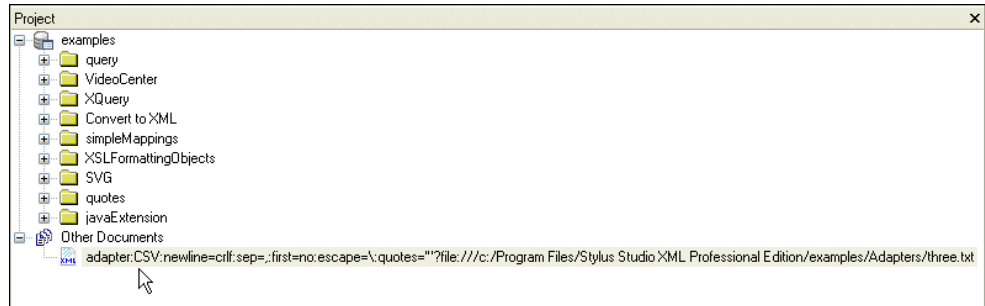 Project
examples
query
VideoCenter
XQuery
Convert to XML
simpleMappings
XSLFormattingObjects
SVG
quotes
javaExtension
Other Documents
XML adapter:CSV:newline=crlf:sep=,:first=no:escape=\:quotes="'?file:///c:/Program Files/Stylus Studio XML Professional Edition/examples/Adapters/three.txt